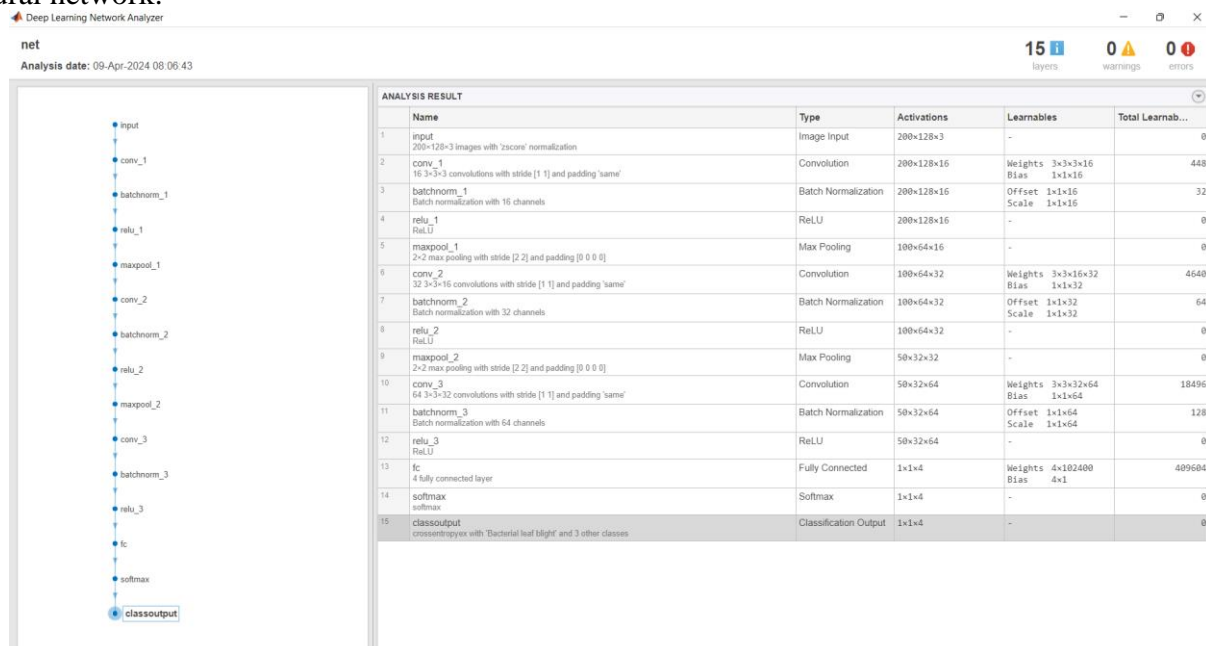 ural network.
Deep Learning Network Analyzer
net
Analysis date: 09-Apr-2024 08:06:43
15
layers
0
warnings
0
errors
input
conv_1
batchnorm_1
relu_1
maxpool_1
conv_2
batchnorm_2
relu_2
maxpool_2
conv_3
batchnorm_3
relu_3
fc
softmax
classoutput
ANALYSIS RESULT
Name Type Activations Learnables Total Learnab...
1 input Image Input 200×128×3 - 0
200×128×3 images with 'zscore' normalization
2 conv_1 Convolution 200×128×16 Weights 3×3×3×16 448
16 3×3×3 convolutions with stride [1 1] and padding 'same' Bias 1×1×16
3 batchnorm_1 Batch Normalization 200×128×16 Offset 1×1×16 32
Batch normalization with 16 channels Scale 1×1×16
4 relu_1 ReLU 200×128×16 - 0
ReLU
5 maxpool_1 Max Pooling 100×64×16 - 0
2×2 max pooling with stride [2 2] and padding [0 0 0 0]
6 conv_2 Convolution 100×64×32 Weights 3×3×16×32 4640
32 3×3×16 convolutions with stride [1 1] and padding 'same' Bias 1×1×32
7 batchnorm_2 Batch Normalization 100×64×32 Offset 1×1×32 64
Batch normalization with 32 channels Scale 1×1×32
8 relu_2 ReLU 100×64×32 - 0
ReLU
9 maxpool_2 Max Pooling 50×32×32 - 0
2×2 max pooling with stride [2 2] and padding [0 0 0 0]
10 conv_3 Convolution 50×32×64 Weights 3×3×32×64 18496
64 3×3×32 convolutions with stride [1 1] and padding 'same' Bias 1×1×64
11 batchnorm_3 Batch Normalization 50×32×64 Offset 1×1×64 128
Batch normalization with 64 channels Scale 1×1×64
12 relu_3 ReLU 50×32×64 - 0
ReLU
13 fc Fully Connected 1×1×4 Weights 4×102400 409604
4 fully connected layer Bias 4×1
14 softmax Softmax 1×1×4 - 0
softmax
15 classoutput Classification Output 1×1×4 - 0
crossentropyex with 'Bacterial leaf blight' and 3 other classes